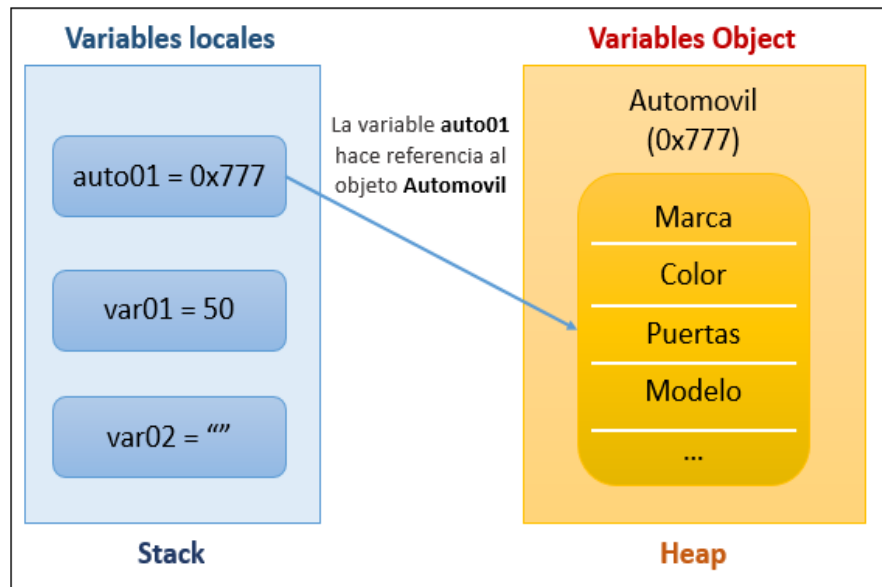 Variables locales
Variables Object
auto01 = 0x777
var01 = 50
var02 = “”
Stack
La variable auto01
hace referencia al
objeto Automovil
Automovil
(0x777)
Marca
Color
Puertas
Modelo
...
Heap